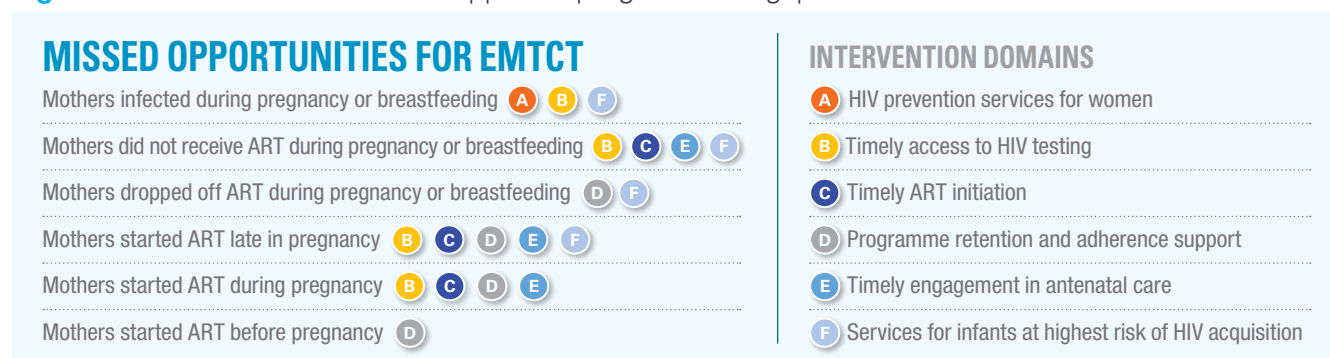 MISSED OPPORTUNITIES FOR EMTCT
Mothers infected during pregnancy or breastfeeding A B F
Mothers did not receive ART during pregnancy or breastfeeding B C E F
Mothers dropped off ART during pregnancy or breastfeeding D F
Mothers started ART late in pregnancy B C D E F
Mothers started ART during pregnancy B C D E
Mothers started ART before pregnancy D
INTERVENTION DOMAINS
A HIV prevention services for women
B Timely access to HIV testing
C Timely ART initiation
D Programme retention and adherence support
E Timely engagement in antenatal care
F Services for infants at highest risk of HIV acquisition